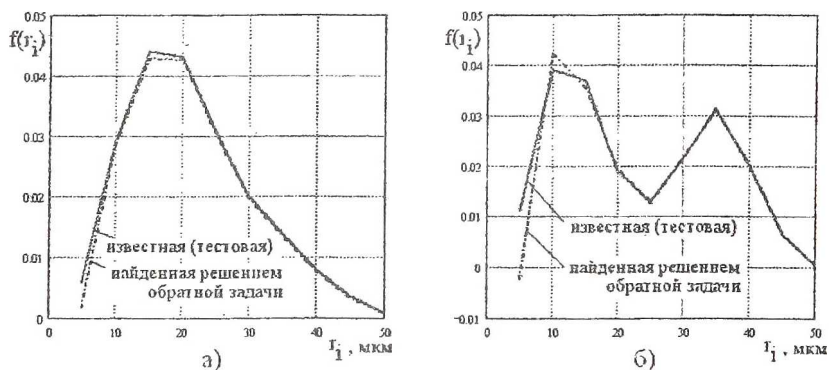 f(r_i)
0.05
0.04
0.03
0.02
0.01
0
0
10
20
30
40
50
известная (тестовая)
найденная решением
обратной задачи
r_i , мкм
а)
f(r_i)
0.05
0.04
0.03
0.02
0.01
0
-0.01
0
10
20
30
40
50
известная (тестовая)
найденная решением
обратной задачи
r_i , мкм
б)